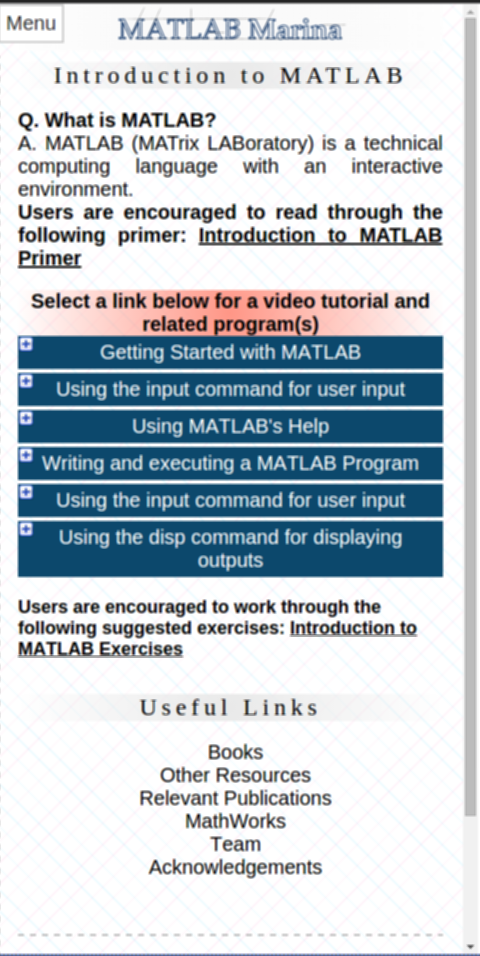 Menu
MATLAB Marina
Introduction to MATLAB
Q. What is MATLAB?
A. MATLAB (MATrix LABoratory) is a technical
computing language with an interactive
environment.
Users are encouraged to read through the
following primer: Introduction to MATLAB
Primer
Select a link below for a video tutorial and
related program(s)
Getting Started with MATLAB
Using the input command for user input
Using MATLAB's Help
Writing and executing a MATLAB Program
Using the input command for user input
Using the disp command for displaying
outputs
Users are encouraged to work through the
following suggested exercises: Introduction to
MATLAB Exercises
Useful Links
Books
Other Resources
Relevant Publications
MathWorks
Team
Acknowledgements